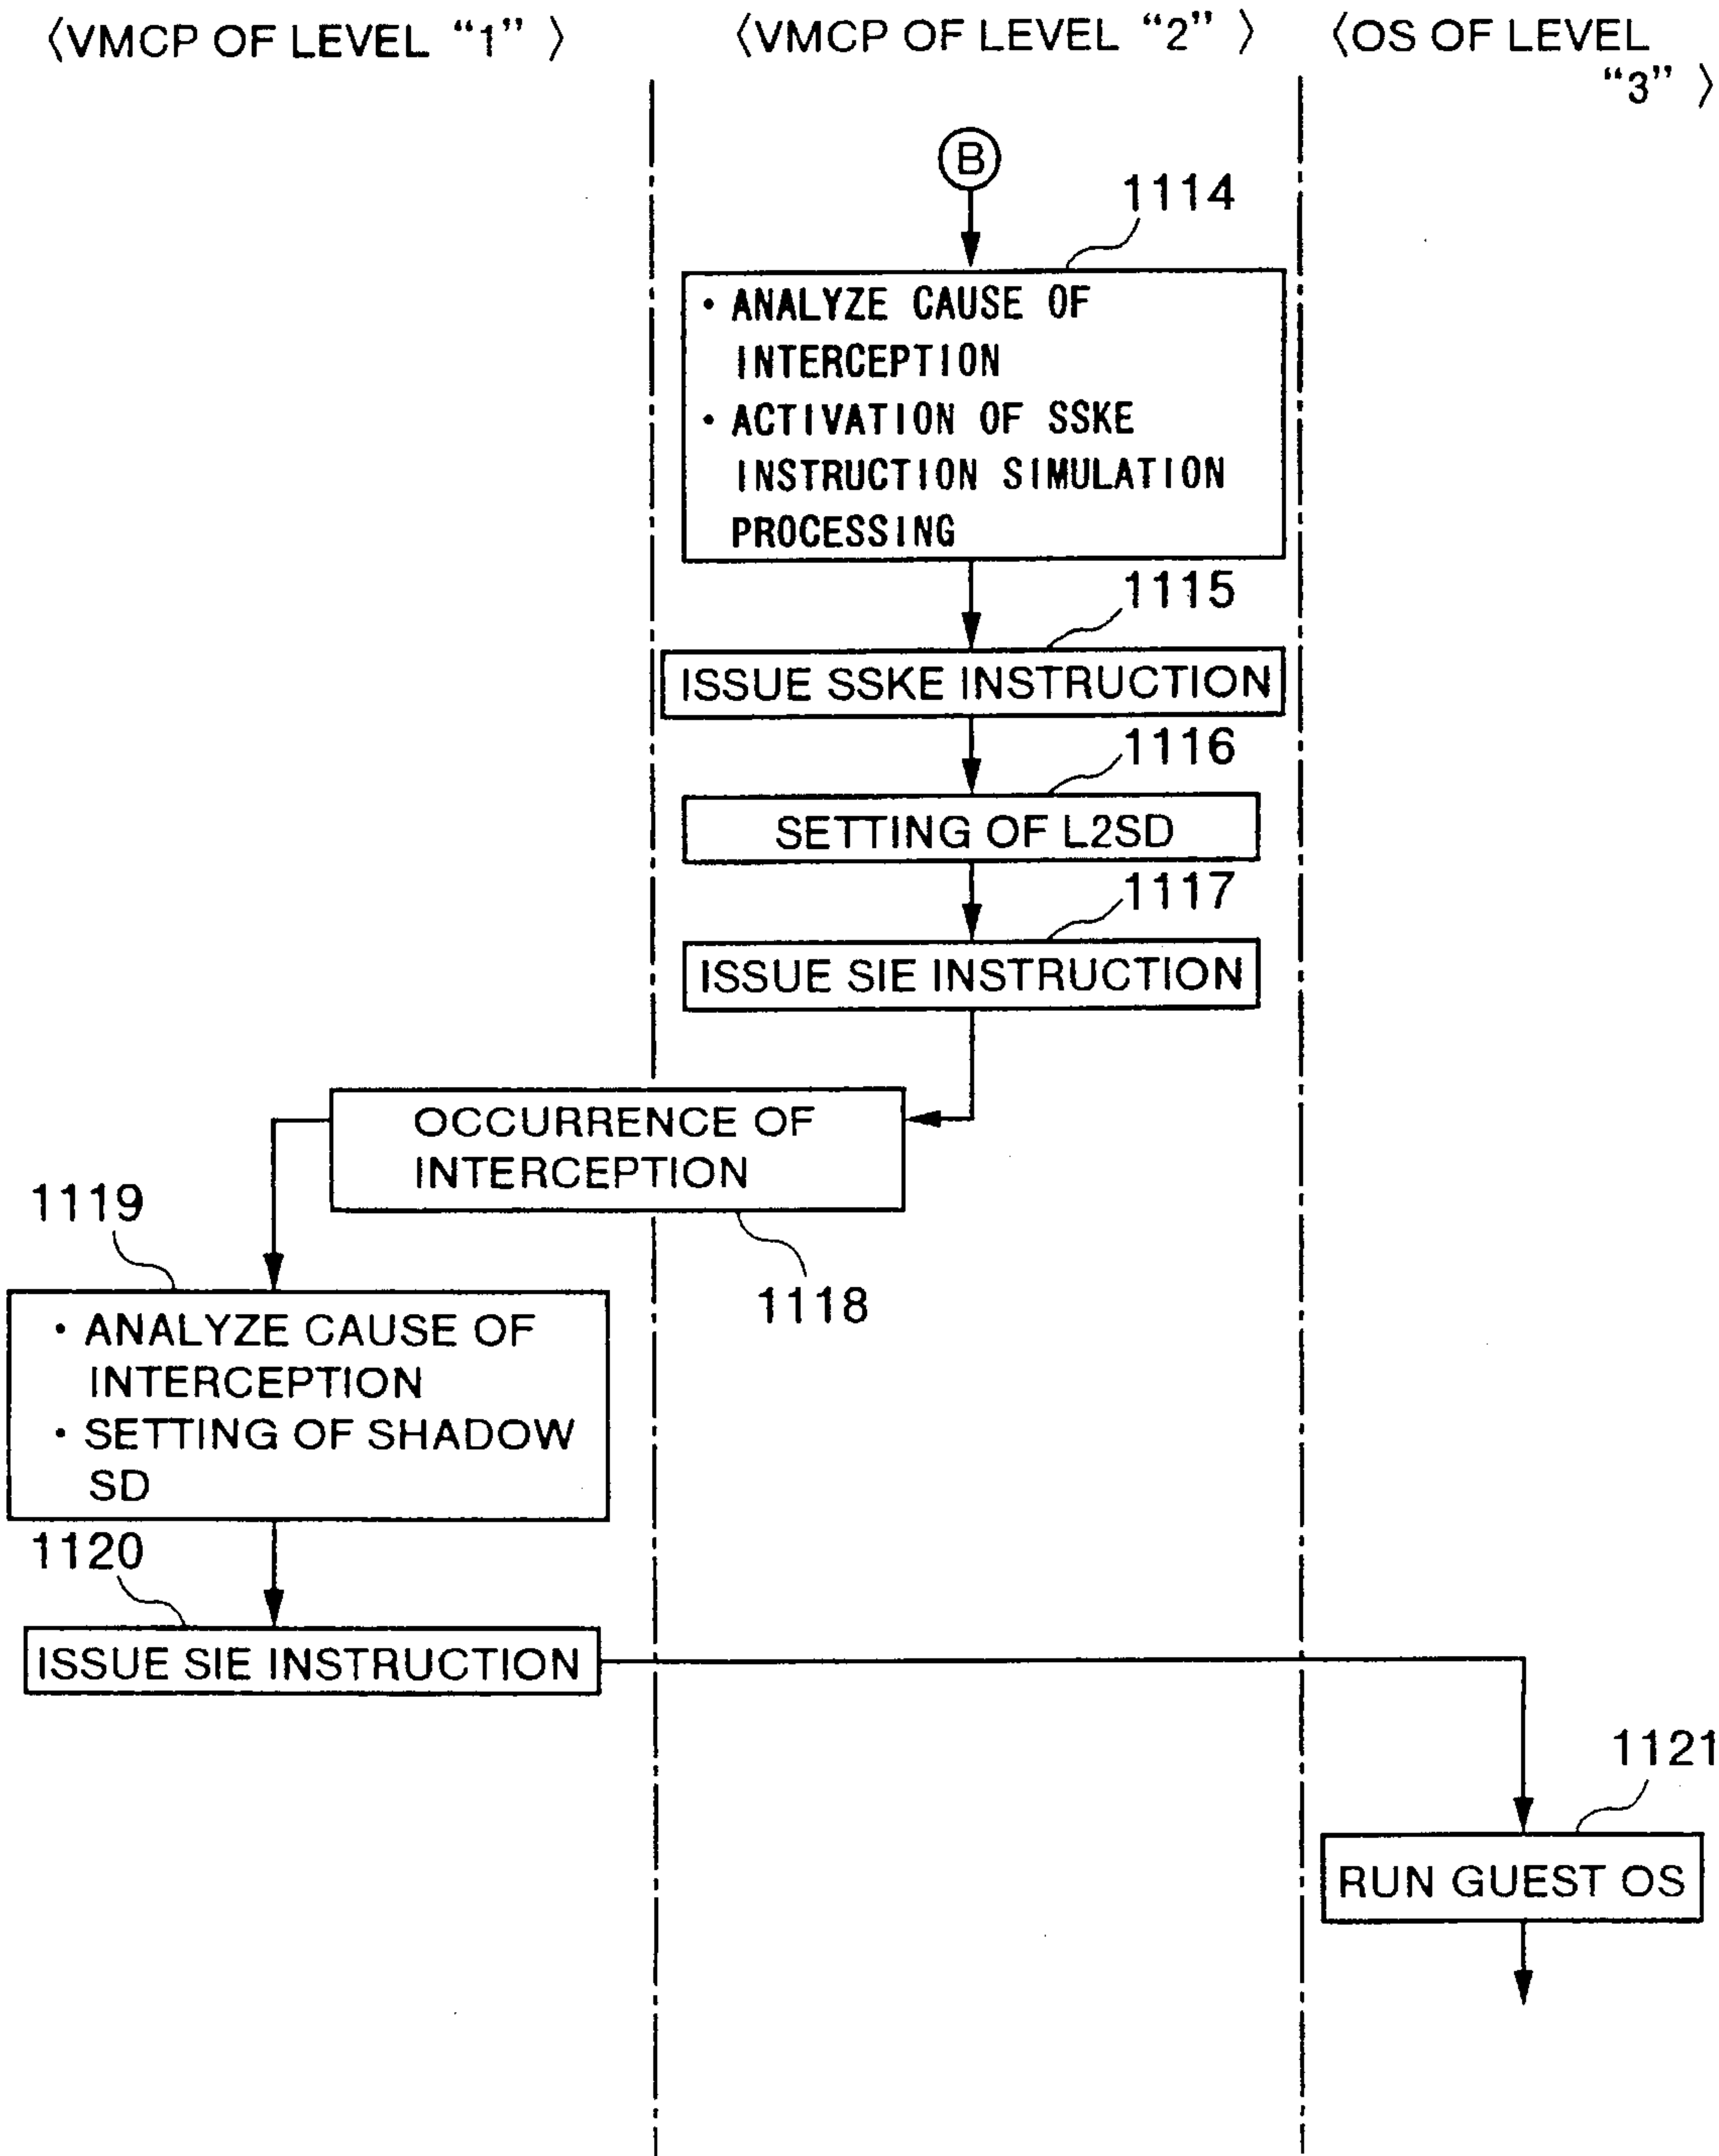 〈VMCP OF LEVEL “1” 〉
〈VMCP OF LEVEL “2” 〉
〈OS OF LEVEL
“3” 〉
B
1114
・ANALYZE CAUSE OF
INTERCEPTION
・ACTIVATION OF SSKE
INSTRUCTION SIMULATION
PROCESSING
1115
ISSUE SSKE INSTRUCTION
1116
SETTING OF L2SD
1117
ISSUE SIE INSTRUCTION
OCCURRENCE OF
INTERCEPTION
1118
1119
・ANALYZE CAUSE OF
INTERCEPTION
・SETTING OF SHADOW
SD
1120
ISSUE SIE INSTRUCTION
1121
RUN GUEST OS